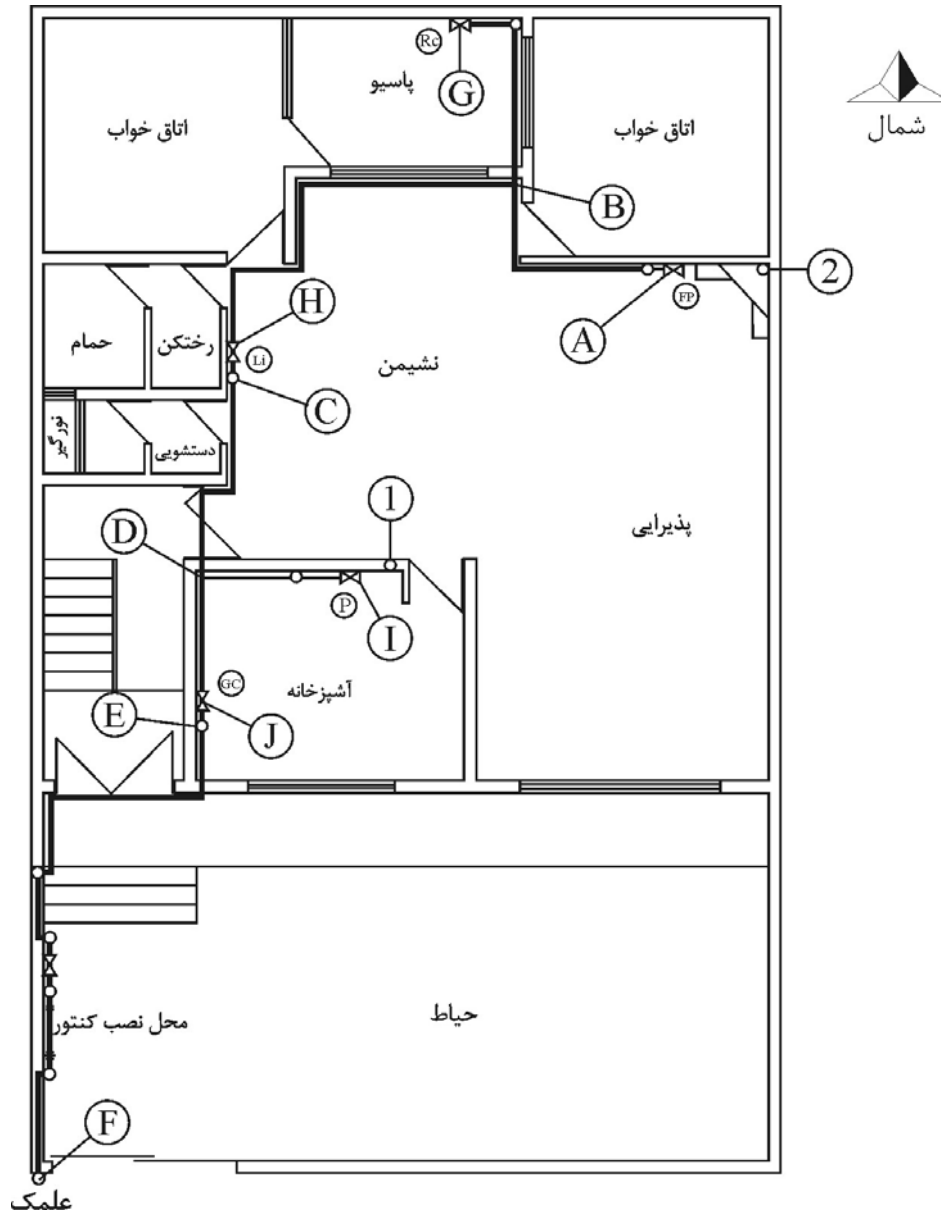 Rc
G
پاسیو
اتاق خواب
اتاق خواب
شمال
B
2
H
FP
A
حمام
رختکن
Li
نشیمن
C
نورگیر
دستشویی
1
D
پذیرایی
P
I
GC
آشپزخانه
E
J
محل نصب کنتور
حیاط
F
علمک